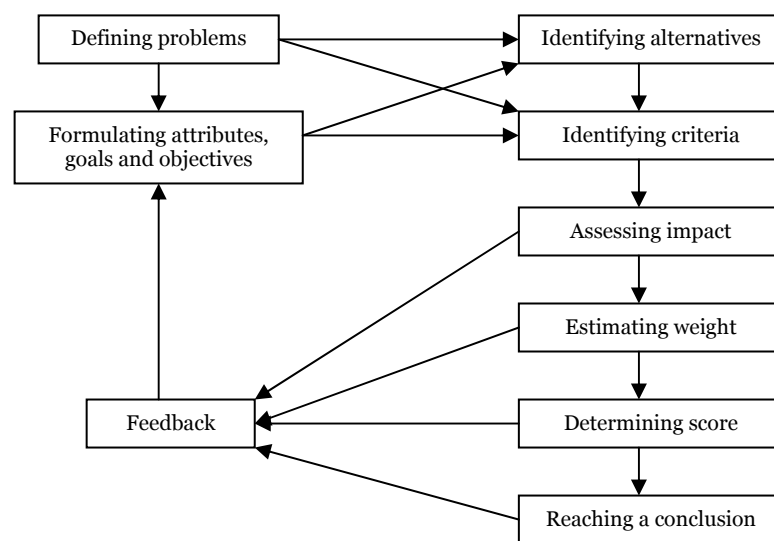 Defining problems
Identifying alternatives
Formulating attributes,
goals and objectives
Identifying criteria
Assessing impact
Estimating weight
Feedback
Determining score
Reaching a conclusion